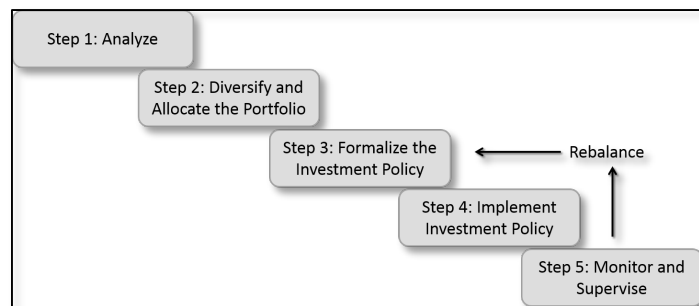 Step 1: Analyze
Step 2: Diversify and
Allocate the Portfolio
Step 3: Formalize the
Investment Policy
Rebalance
Step 4: Implement
Investment Policy
Step 5: Monitor and
Supervise